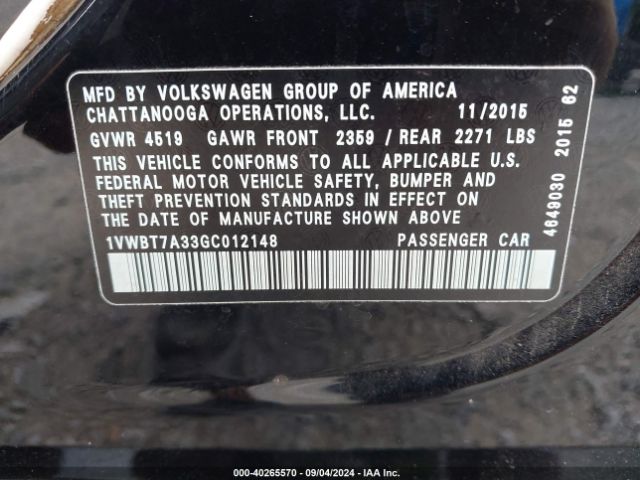 MFD BY VOLKSWAGEN GROUP OF AMERICA
CHATTANOOGA OPERATIONS, LLC. 11/2015
GVWR 4519 GAWR FRONT 2359 / REAR 2271 LBS
THIS VEHICLE CONFORMS TO ALL APPLICABLE U.S.
FEDERAL MOTOR VEHICLE SAFETY, BUMPER AND
THEFT PREVENTION STANDARDS IN EFFECT ON
THE DATE OF MANUFACTURE SHOWN ABOVE
1VWBT7A33GC012148 PASSENGER CAR
4649030 2015 62
000-40265570 - 09/04/2024 - IAA Inc.